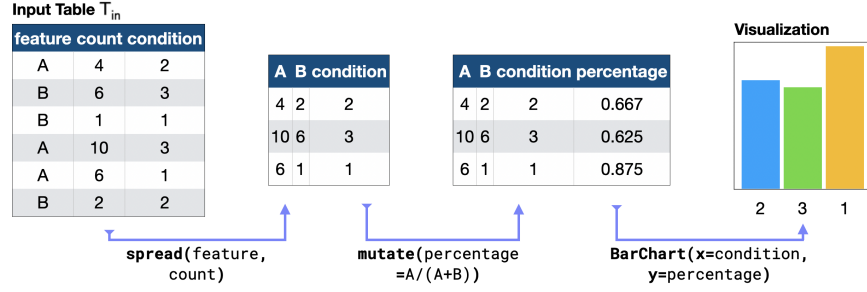 Input Table Tin
feature count condition
A 4 2
B 6 3
B 1 1
A 10 3
A 6 1
B 2 2
spread(feature,
count)
A B condition
4 2 2
10 6 3
6 1 1
mutate(percentage
=A/(A+B))
A B condition percentage
4 2 2 0.667
10 6 3 0.625
6 1 1 0.875
BarChart(x=condition,
y=percentage)
Visualization
2 3 1